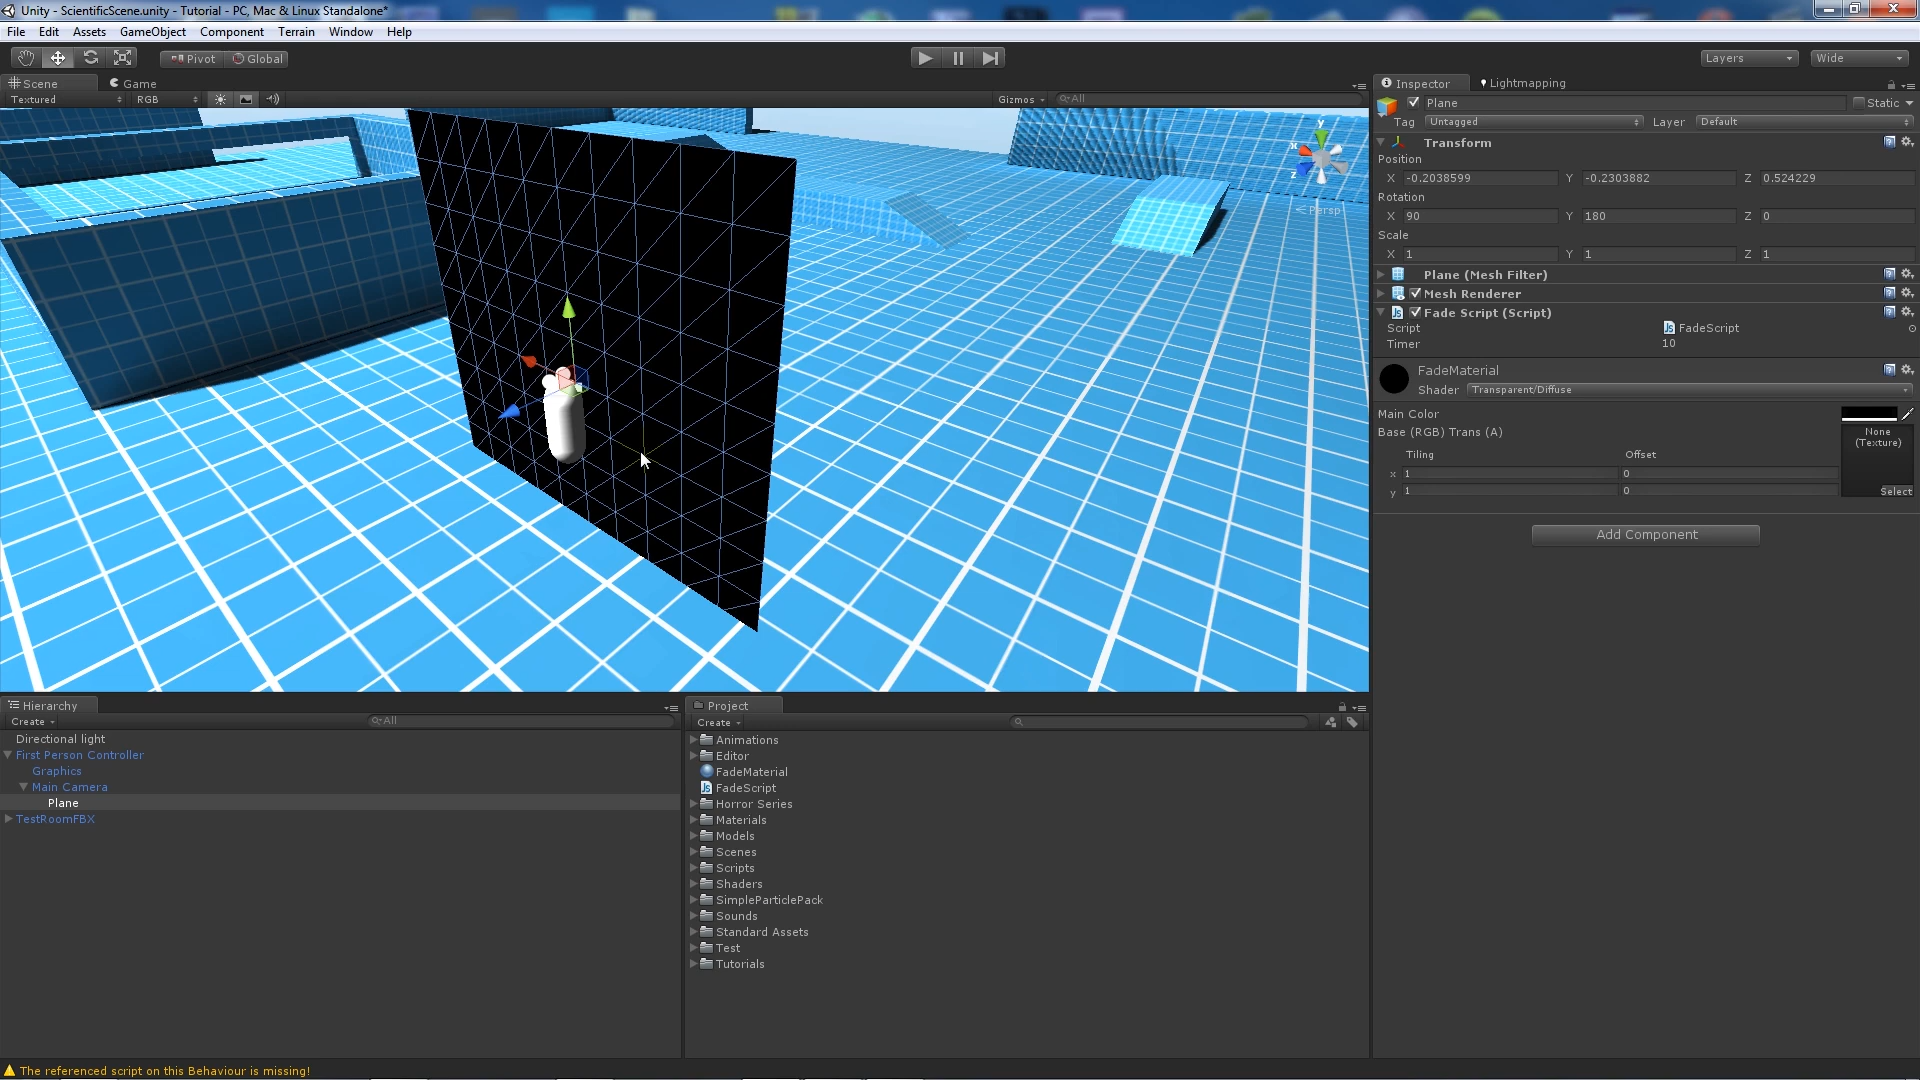 Unity - ScientificScene.unity - Tutorial - PC, Mac & Linux Standalone*
File Edit Assets GameObject Component Terrain Window Help
Pivot Global Layers Wide
Scene Game
Textured RGB Gizmos All
y
x
z
Persp
Inspector Lightmapping
Plane Static
Tag Untagged Layer Default
Transform
Position
X -0.2038599 Y -0.2303882 Z 0.524229
Rotation
X 90 Y 180 Z 0
Scale
X 1 Y 1 Z 1
Plane (Mesh Filter)
Mesh Renderer
Fade Script (Script)
Script FadeScript
Timer 10
FadeMaterial
Shader Transparent/Diffuse
Main Color
Base (RGB) Trans (A) None
(Texture)
Tiling Offset
x 1 0
y 1 0
Select
Add Component
Hierarchy
Create All
Directional light
First Person Controller
Graphics
Main Camera
Plane
TestRoomFBX
Project
Create
Animations
Editor
FadeMaterial
FadeScript
Horror Series
Materials
Models
Scenes
Scripts
Shaders
SimpleParticlePack
Sounds
Standard Assets
Test
Tutorials
The referenced script on this Behaviour is missing!